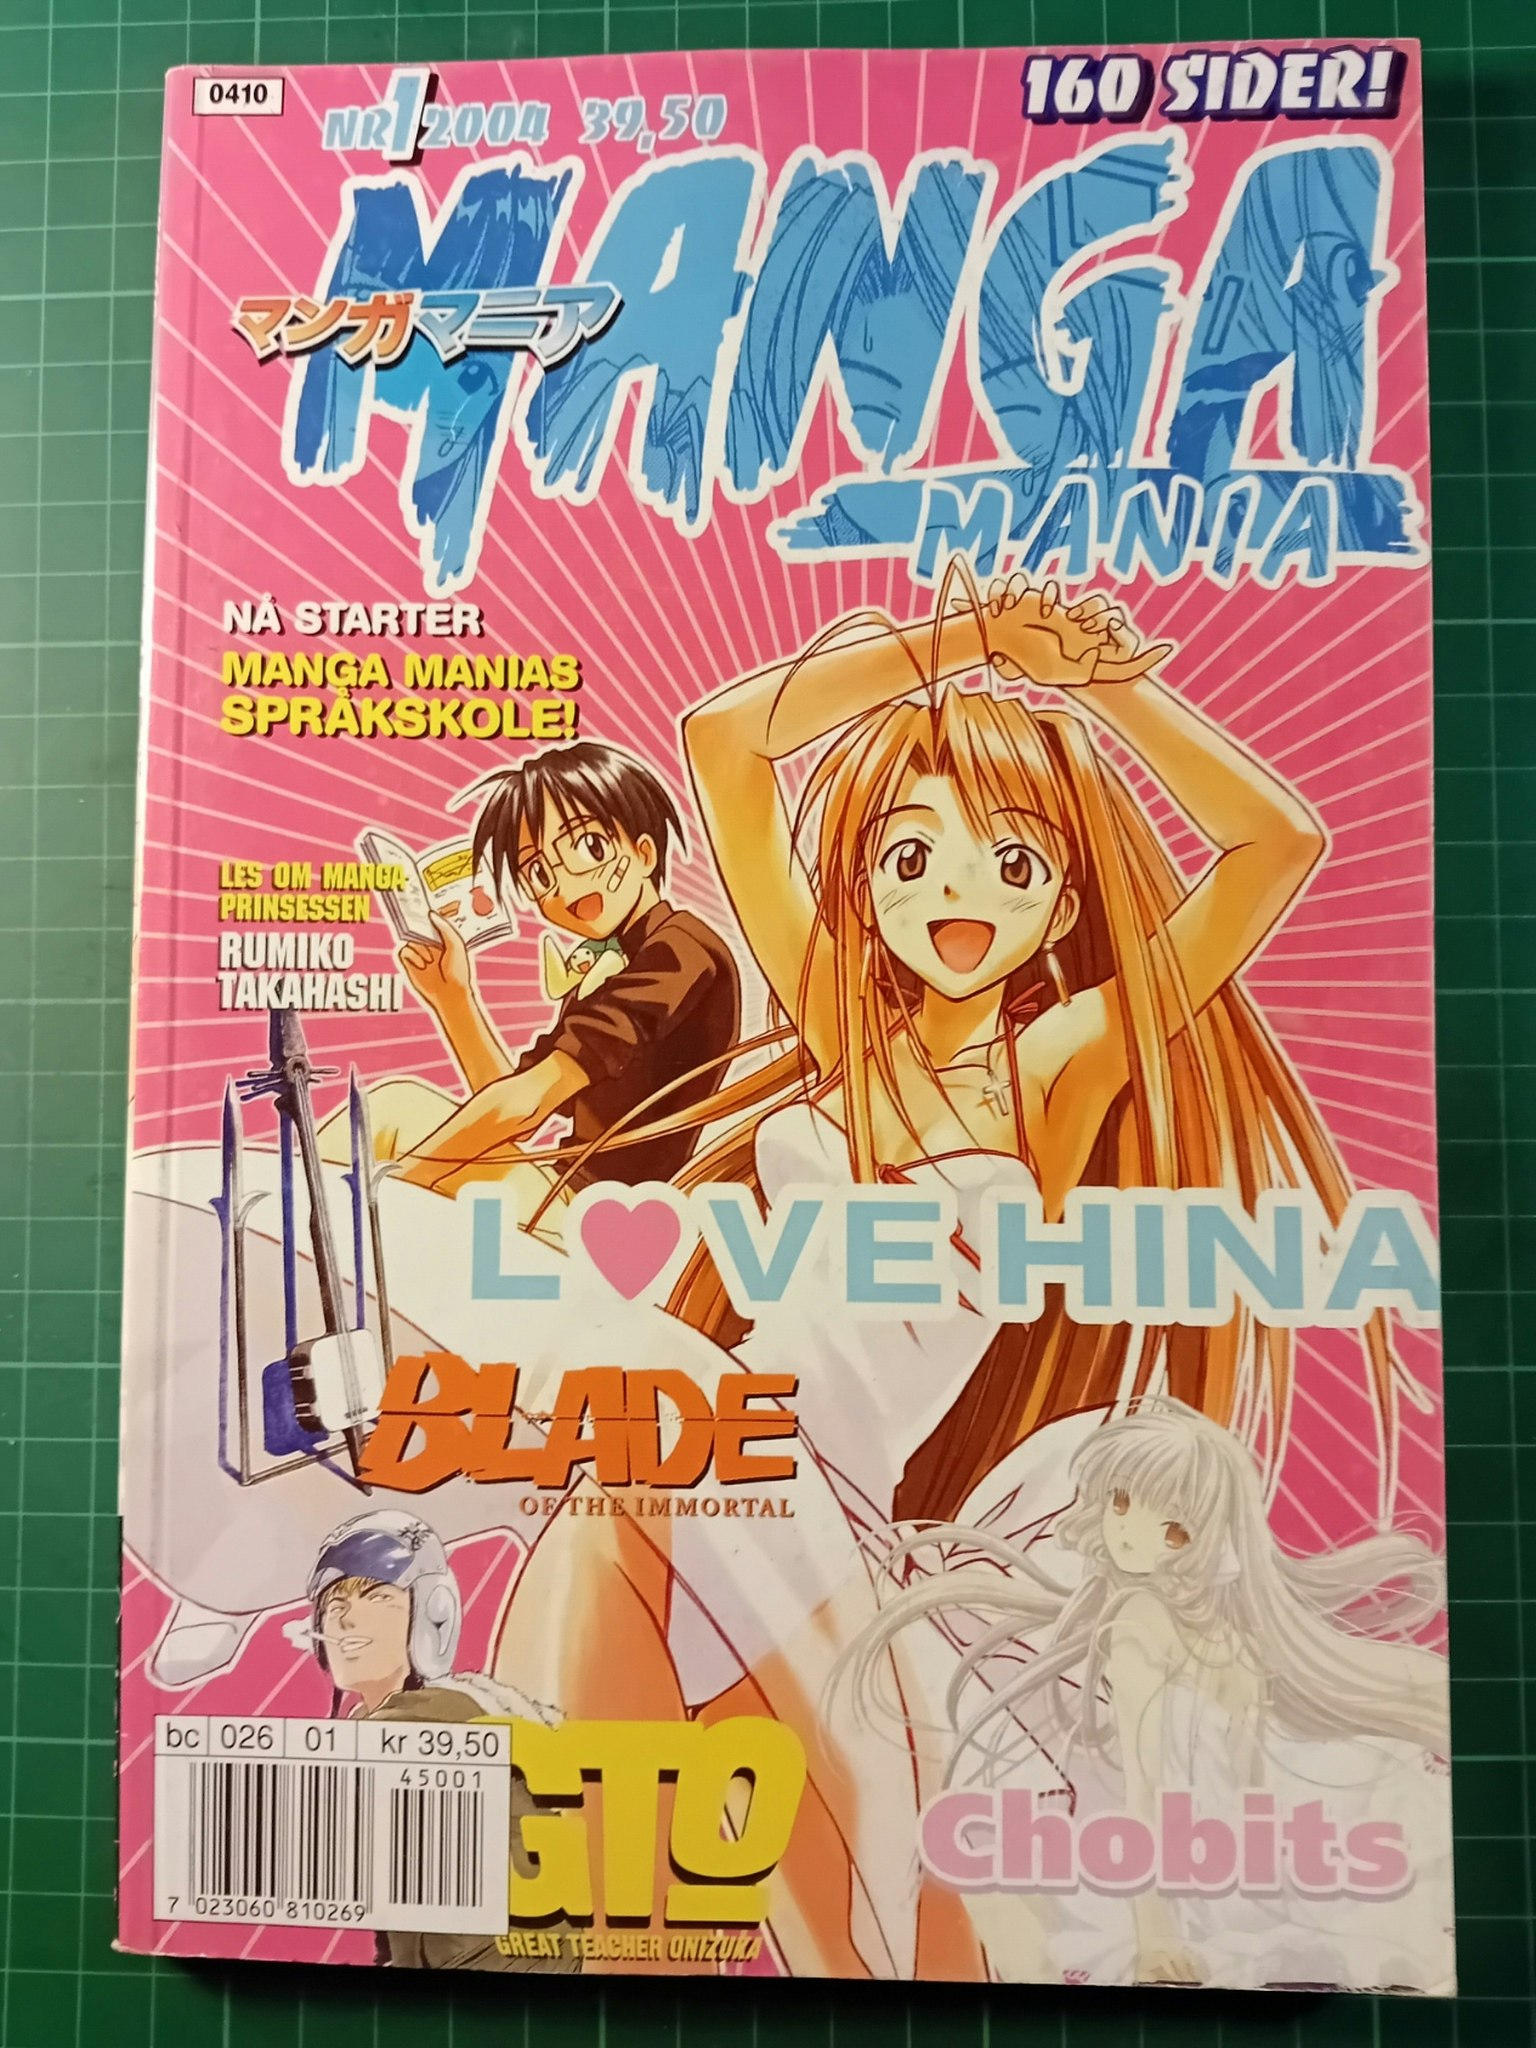 0410
NR 1 2004 39,50
160 SIDER!
MANGA
マンガマニア
MANIA
NÅ STARTER
MANGA MANIAS
SPRÅKSKOLE!
LES OM MANGA-
PRINSESSEN
RUMIKO
TAKAHASHI
L♥VE HINA
BLADE
OF THE IMMORTAL
bc 026 01 kr 39,50
45001
7 023060 810269
GTO
GREAT TEACHER ONIZUKA
Chobits